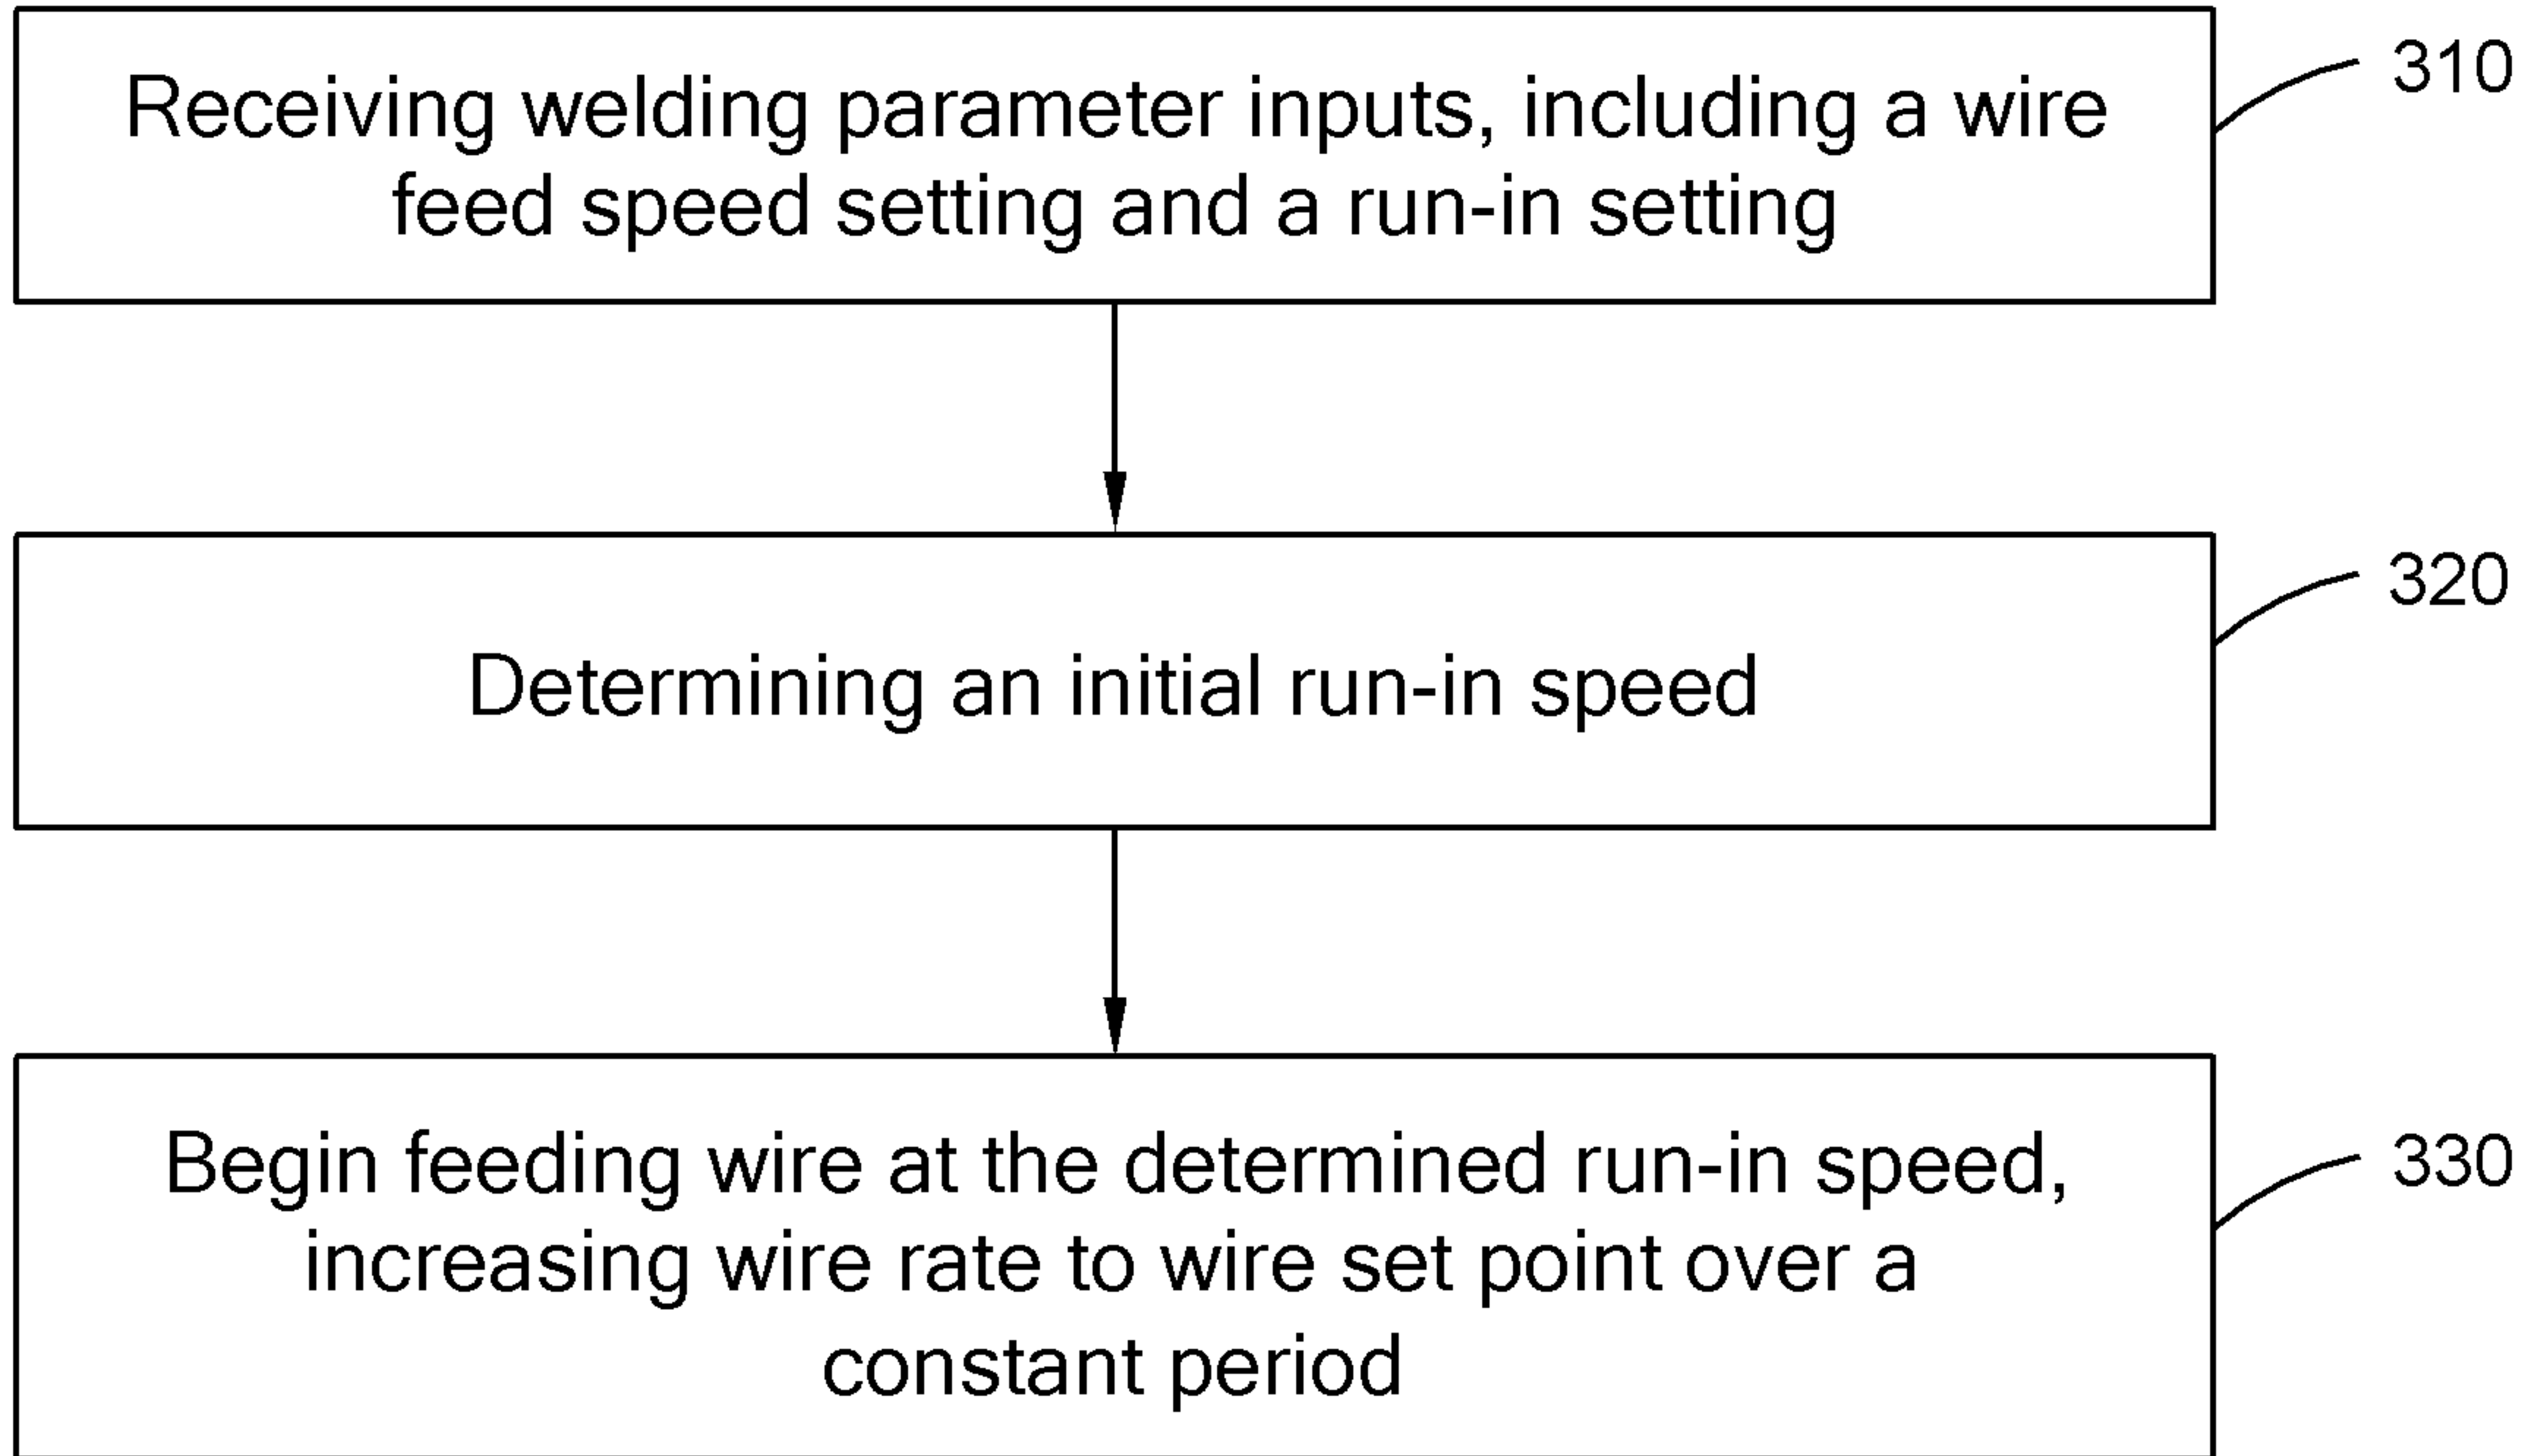 Receiving welding parameter inputs, including a wire
feed speed setting and a run-in setting
310
Determining an initial run-in speed
320
Begin feeding wire at the determined run-in speed,
increasing wire rate to wire set point over a
constant period
330